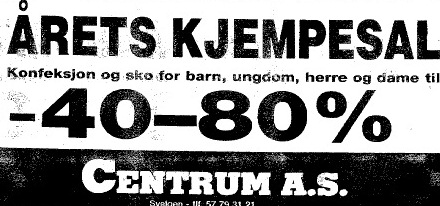 ÅRETS KJEMPESAL
Konfeksjon og sko for barn, ungdom, herre og dame til
-40–80%
CENTRUM A.S.
Svelgen - tlf. 57 79 31 21